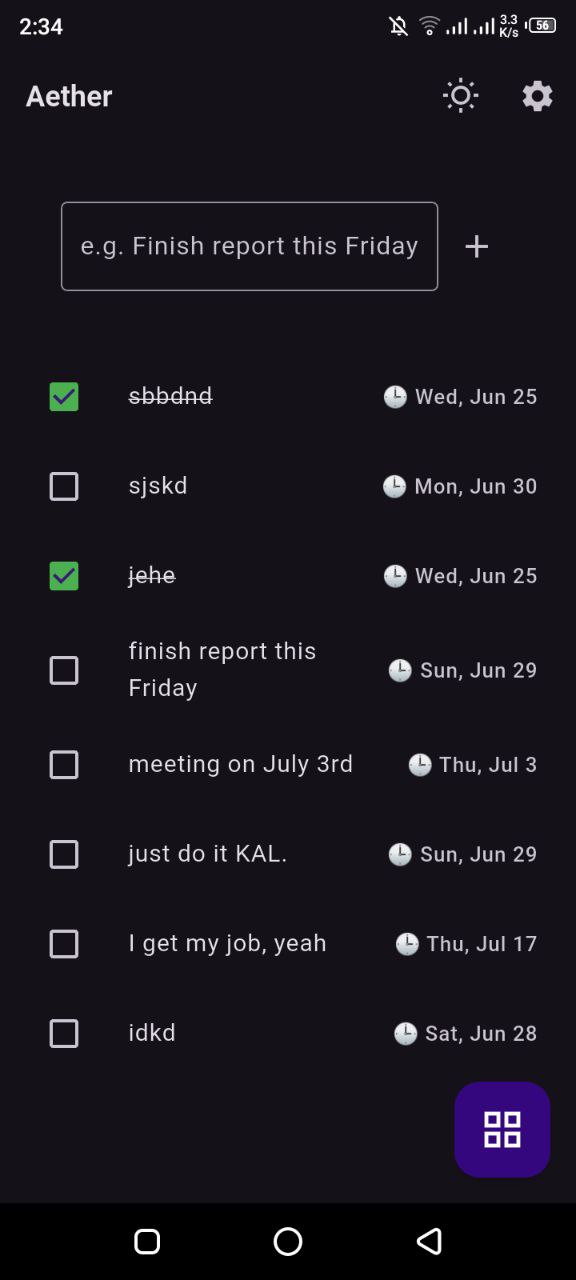 2:34
3.3
K/s
56
Aether
e.g. Finish report this Friday
sbbdnd
Wed, Jun 25
sjskd
Mon, Jun 30
jehe
Wed, Jun 25
finish report this
Friday
Sun, Jun 29
meeting on July 3rd
Thu, Jul 3
just do it KAL.
Sun, Jun 29
I get my job, yeah
Thu, Jul 17
idkd
Sat, Jun 28